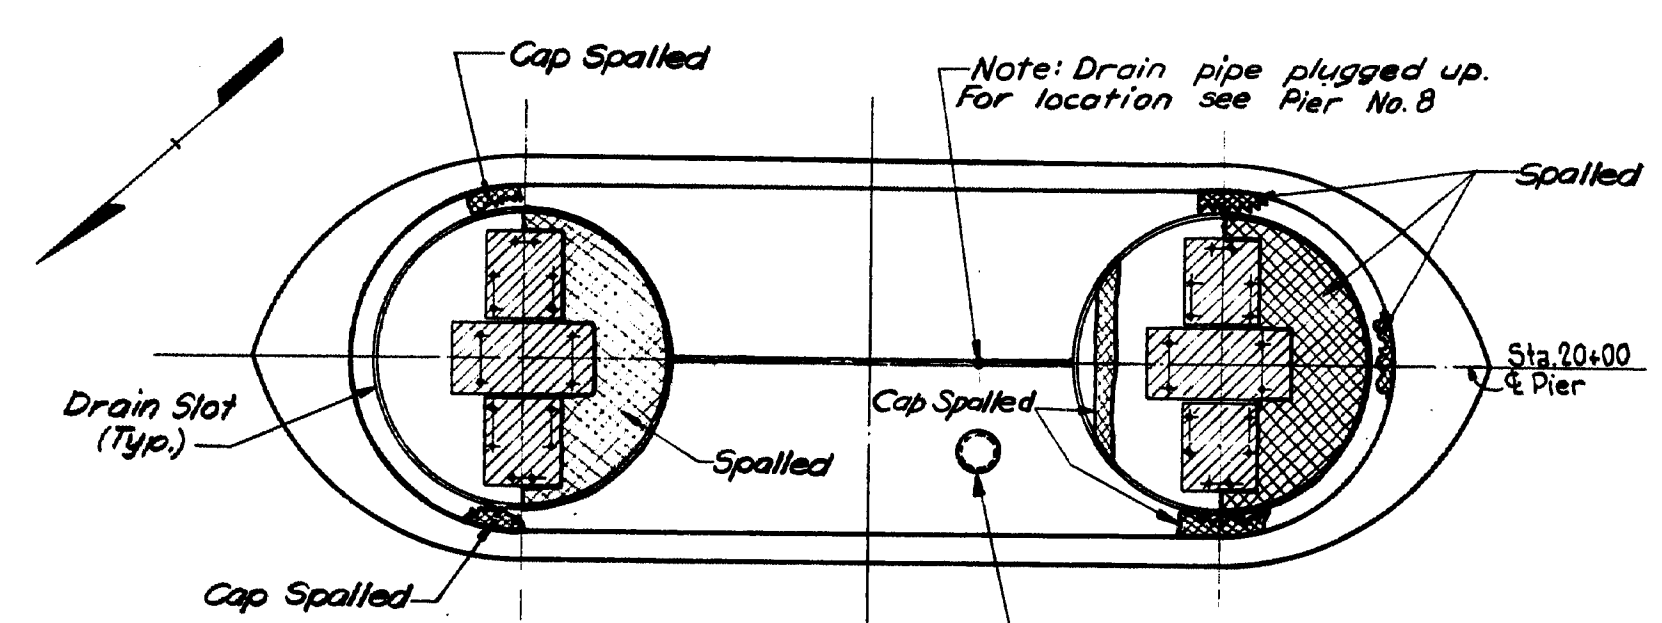 Cap Spalled
Note: Drain pipe plugged up.
For location see Pier No. 8
Spalled
Sta. 20+00
℄ Pier
Drain Slot
(Typ.)
Cap Spalled
Spalled
Cap Spalled